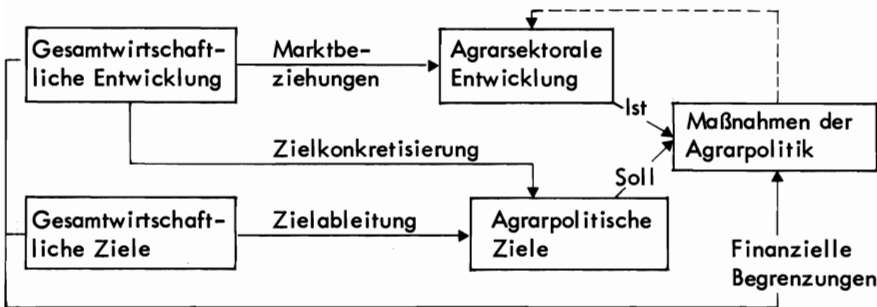 Gesamtwirtschaft-
liche Entwicklung
Marktbe-
ziehungen
Agrarsektorale
Entwicklung
Ist
Maßnahmen der
Agrarpolitik
Zielkonkretisierung
Soll
Gesamtwirtschaft-
liche Ziele
Zielableitung
Agrarpolitische
Ziele
Finanzielle
Begrenzungen